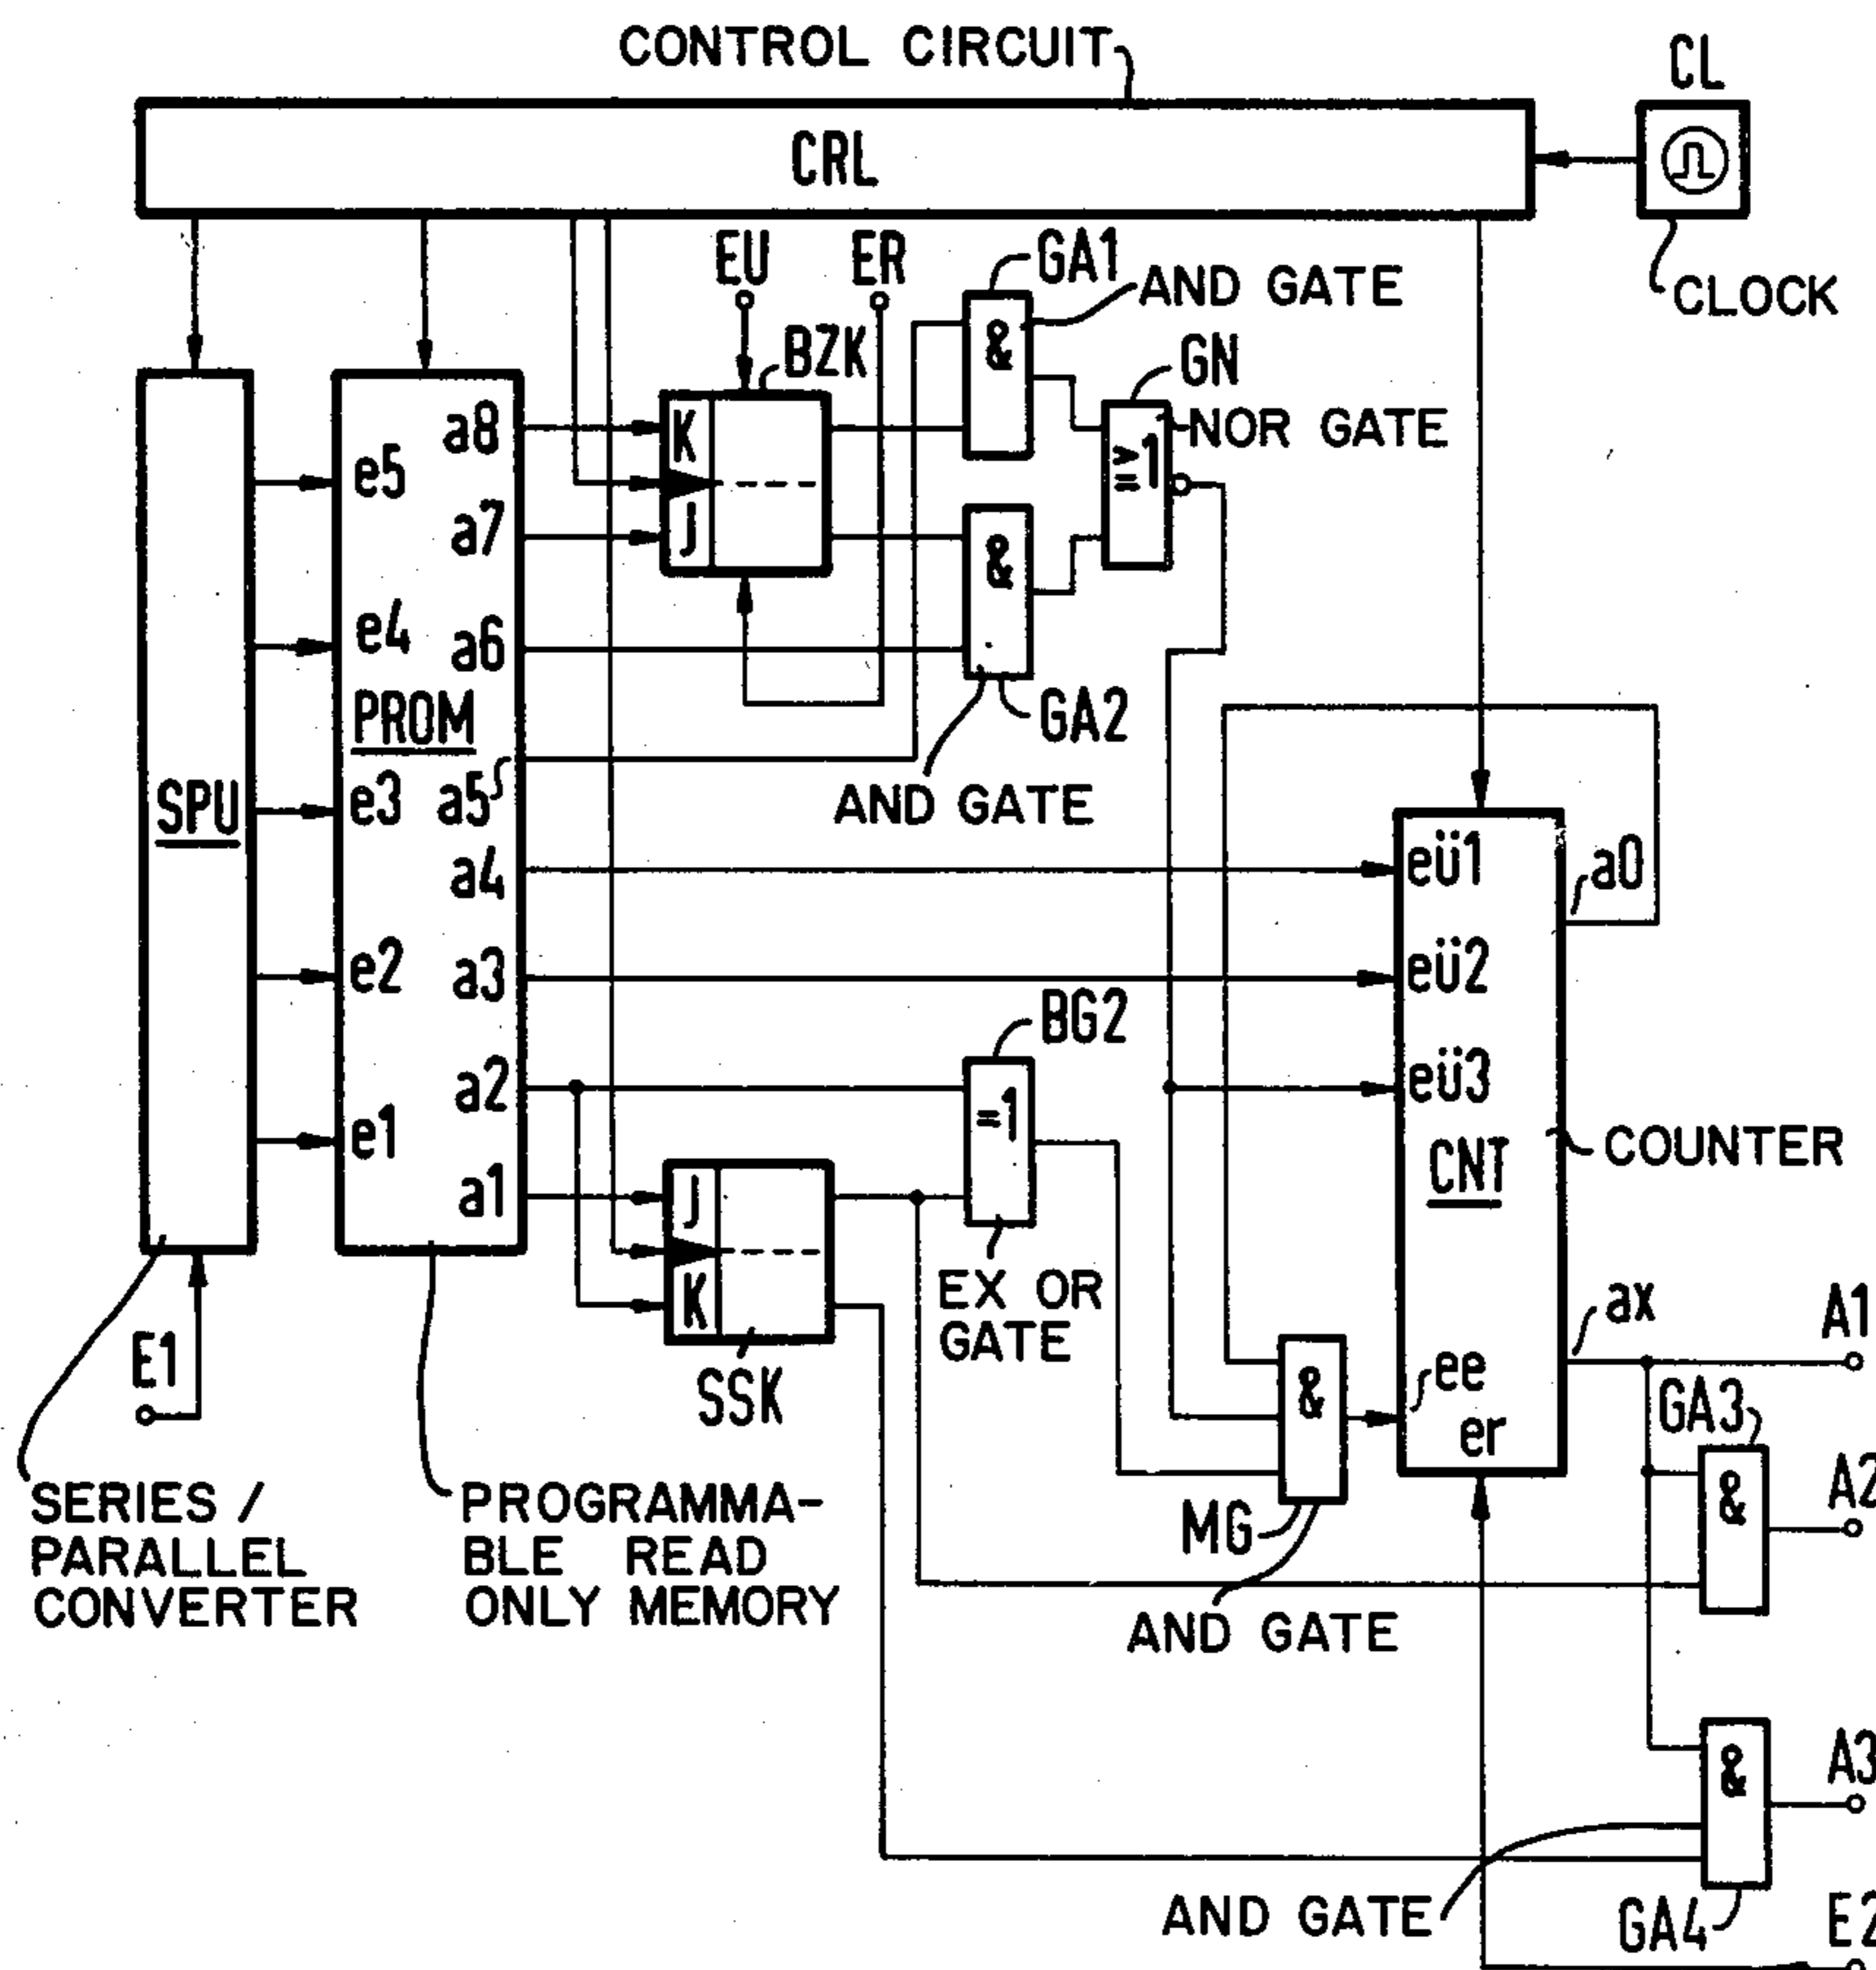 CONTROL CIRCUIT
CL
CRL
CLOCK
EU
ER
GA1
AND GATE
&
BZK
GN
NOR GATE
≥1
K
J
&
GA2
AND GATE
SPU
e5
e4
PROM
e3
e2
e1
a8
a7
a6
a5
a4
a3
a2
a1
eü1
eü2
eü3
CNT
COUNTER
a0
BG2
=1
EX OR
GATE
J
K
SSK
E1
SERIES /
PARALLEL
CONVERTER
PROGRAMMA-
BLE READ
ONLY MEMORY
&
MG
AND GATE
ee
er
ax
A1
GA3
&
A2
&
A3
AND GATE
GA4
E2